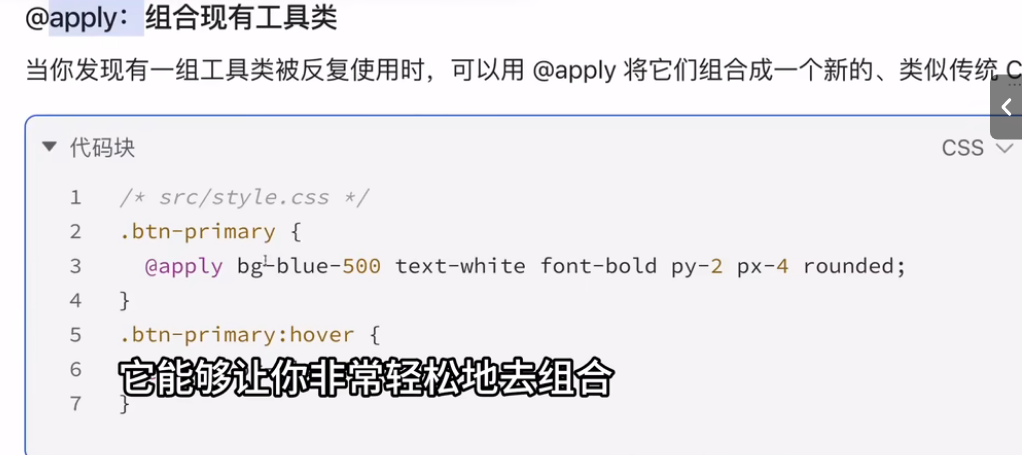 @apply：组合现有工具类
当你发现有一组工具类被反复使用时，可以用 @apply 将它们组合成一个新的、类似传统 C
代码块 CSS
1 /* src/style.css */
2 .btn-primary {
3 @apply bg-blue-500 text-white font-bold py-2 px-4 rounded;
4 }
5 .btn-primary:hover {
6
它能够让你非常轻松地去组合
7 }